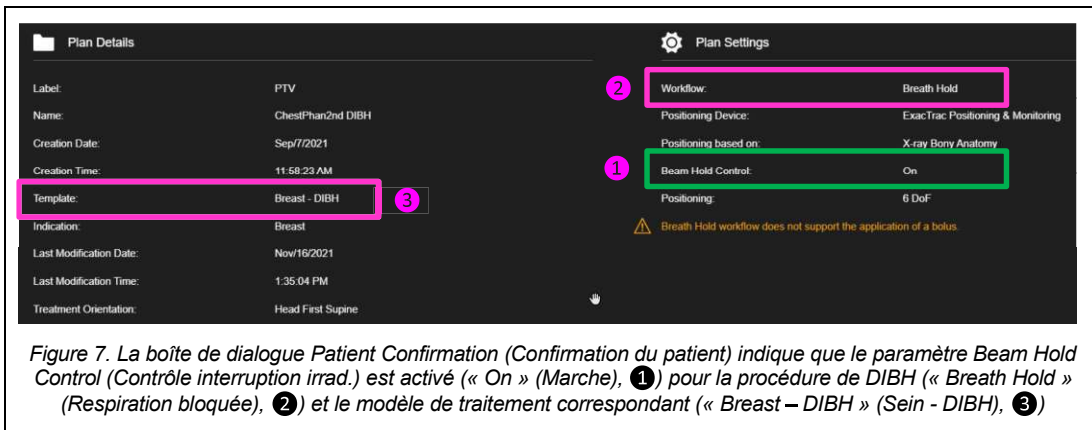 Plan Details
Label: PTV
Name: ChestPhan2nd DIBH
Creation Date: Sep/7/2021
Creation Time: 11:58:23 AM
Template: Breast - DIBH 3
Indication: Breast
Last Modification Date: Nov/16/2021
Last Modification Time: 1:35:04 PM
Treatment Orientation: Head First Supine
Plan Settings
2 Workflow: Breath Hold
Positioning Device: ExacTrac Positioning & Monitoring
Positioning based on: X-ray Bony Anatomy
1 Beam Hold Control: On
Positioning: 6 DoF
Breath Hold workflow does not support the application of a bolus.
Figure 7. La boîte de dialogue Patient Confirmation (Confirmation du patient) indique que le paramètre Beam Hold
Control (Contrôle interruption irrad.) est activé (« On » (Marche), ❶) pour la procédure de DIBH (« Breath Hold »
(Respiration bloquée), ❷) et le modèle de traitement correspondant (« Breast – DIBH » (Sein - DIBH), ❸)